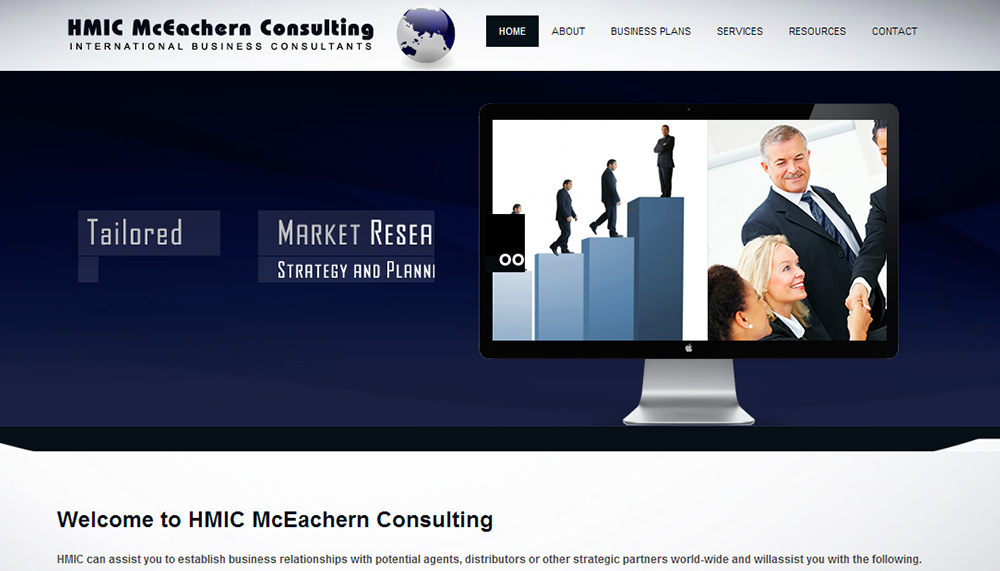 HMIC McEachern Consulting
INTERNATIONAL BUSINESS CONSULTANTS
HOME
ABOUT
BUSINESS PLANS
SERVICES
RESOURCES
CONTACT
Tailored
MARKET RESEA
STRATEGY AND PLANNI
Welcome to HMIC McEachern Consulting
HMIC can assist you to establish business relationships with potential agents, distributors or other strategic partners world-wide and willassist you with the following.